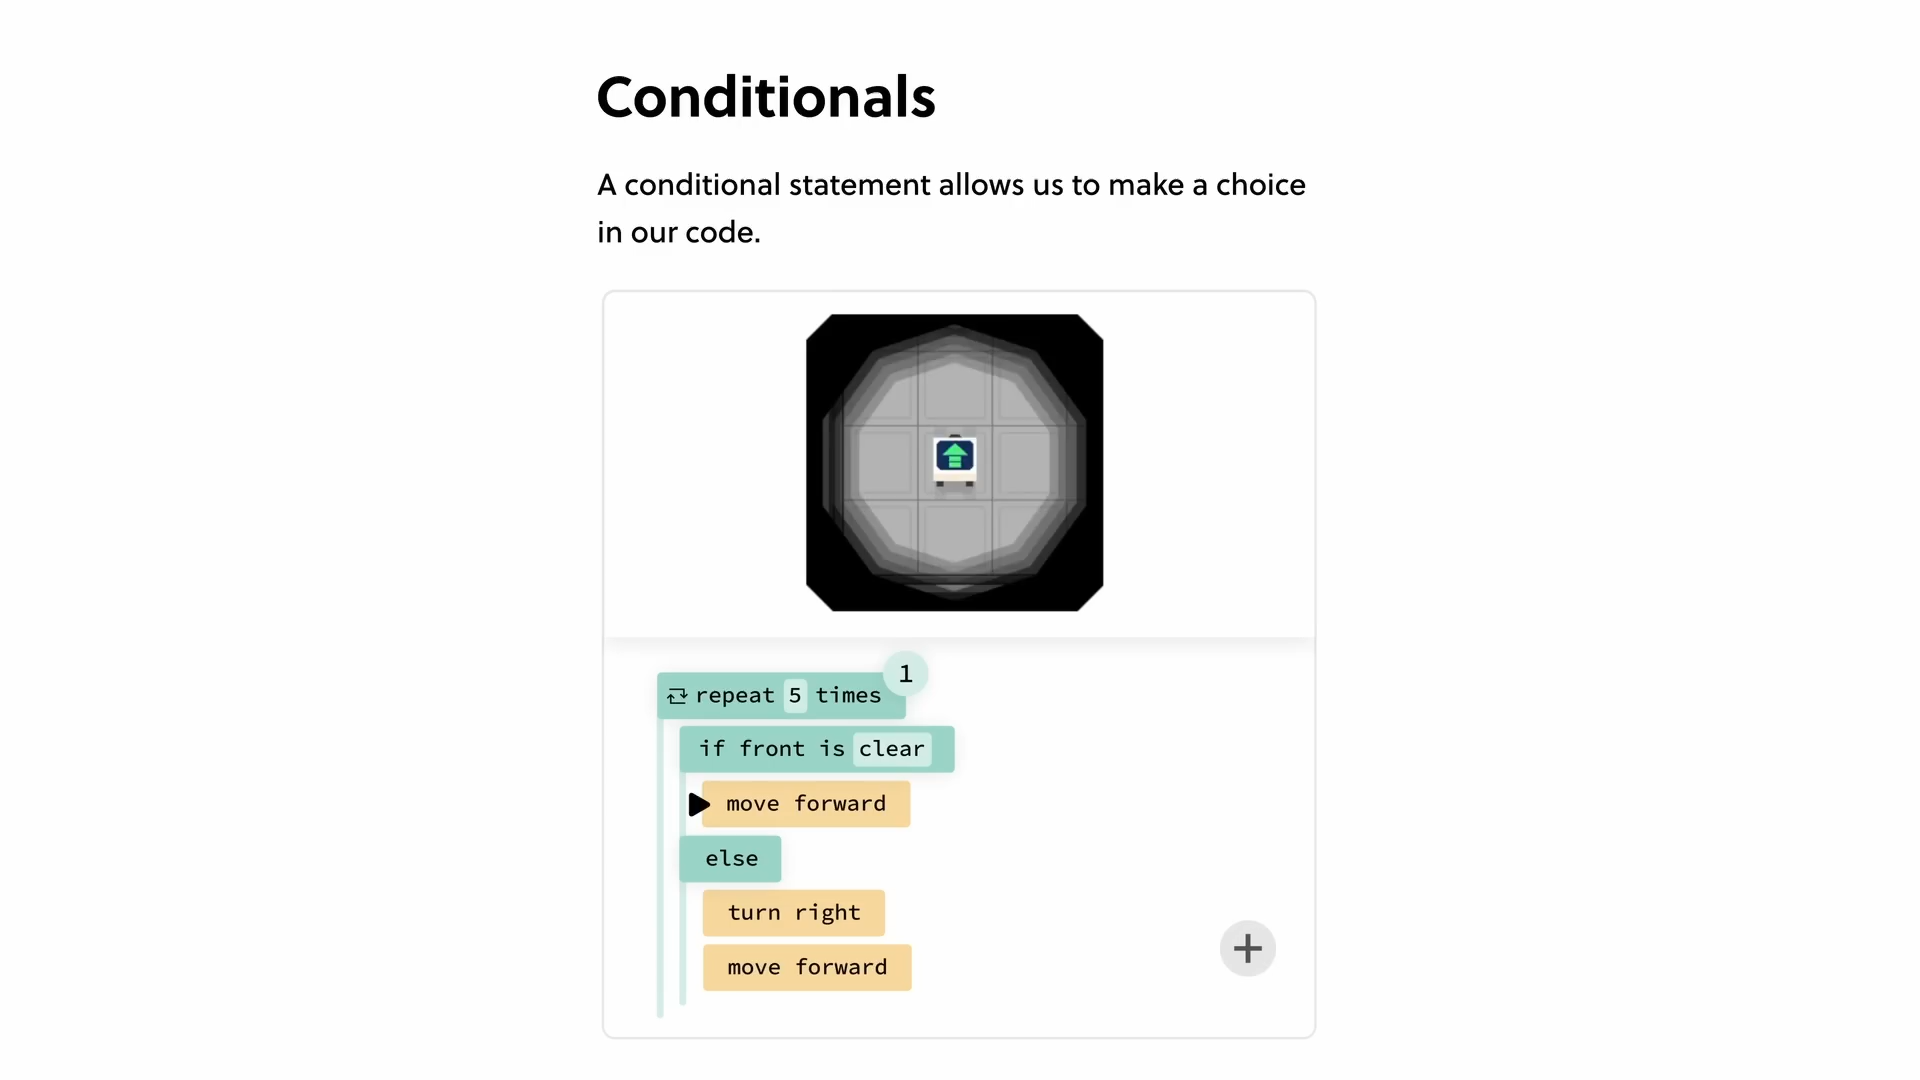 Conditionals
A conditional statement allows us to make a choice
in our code.
1
repeat 5 times
if front is clear
move forward
else
turn right
move forward